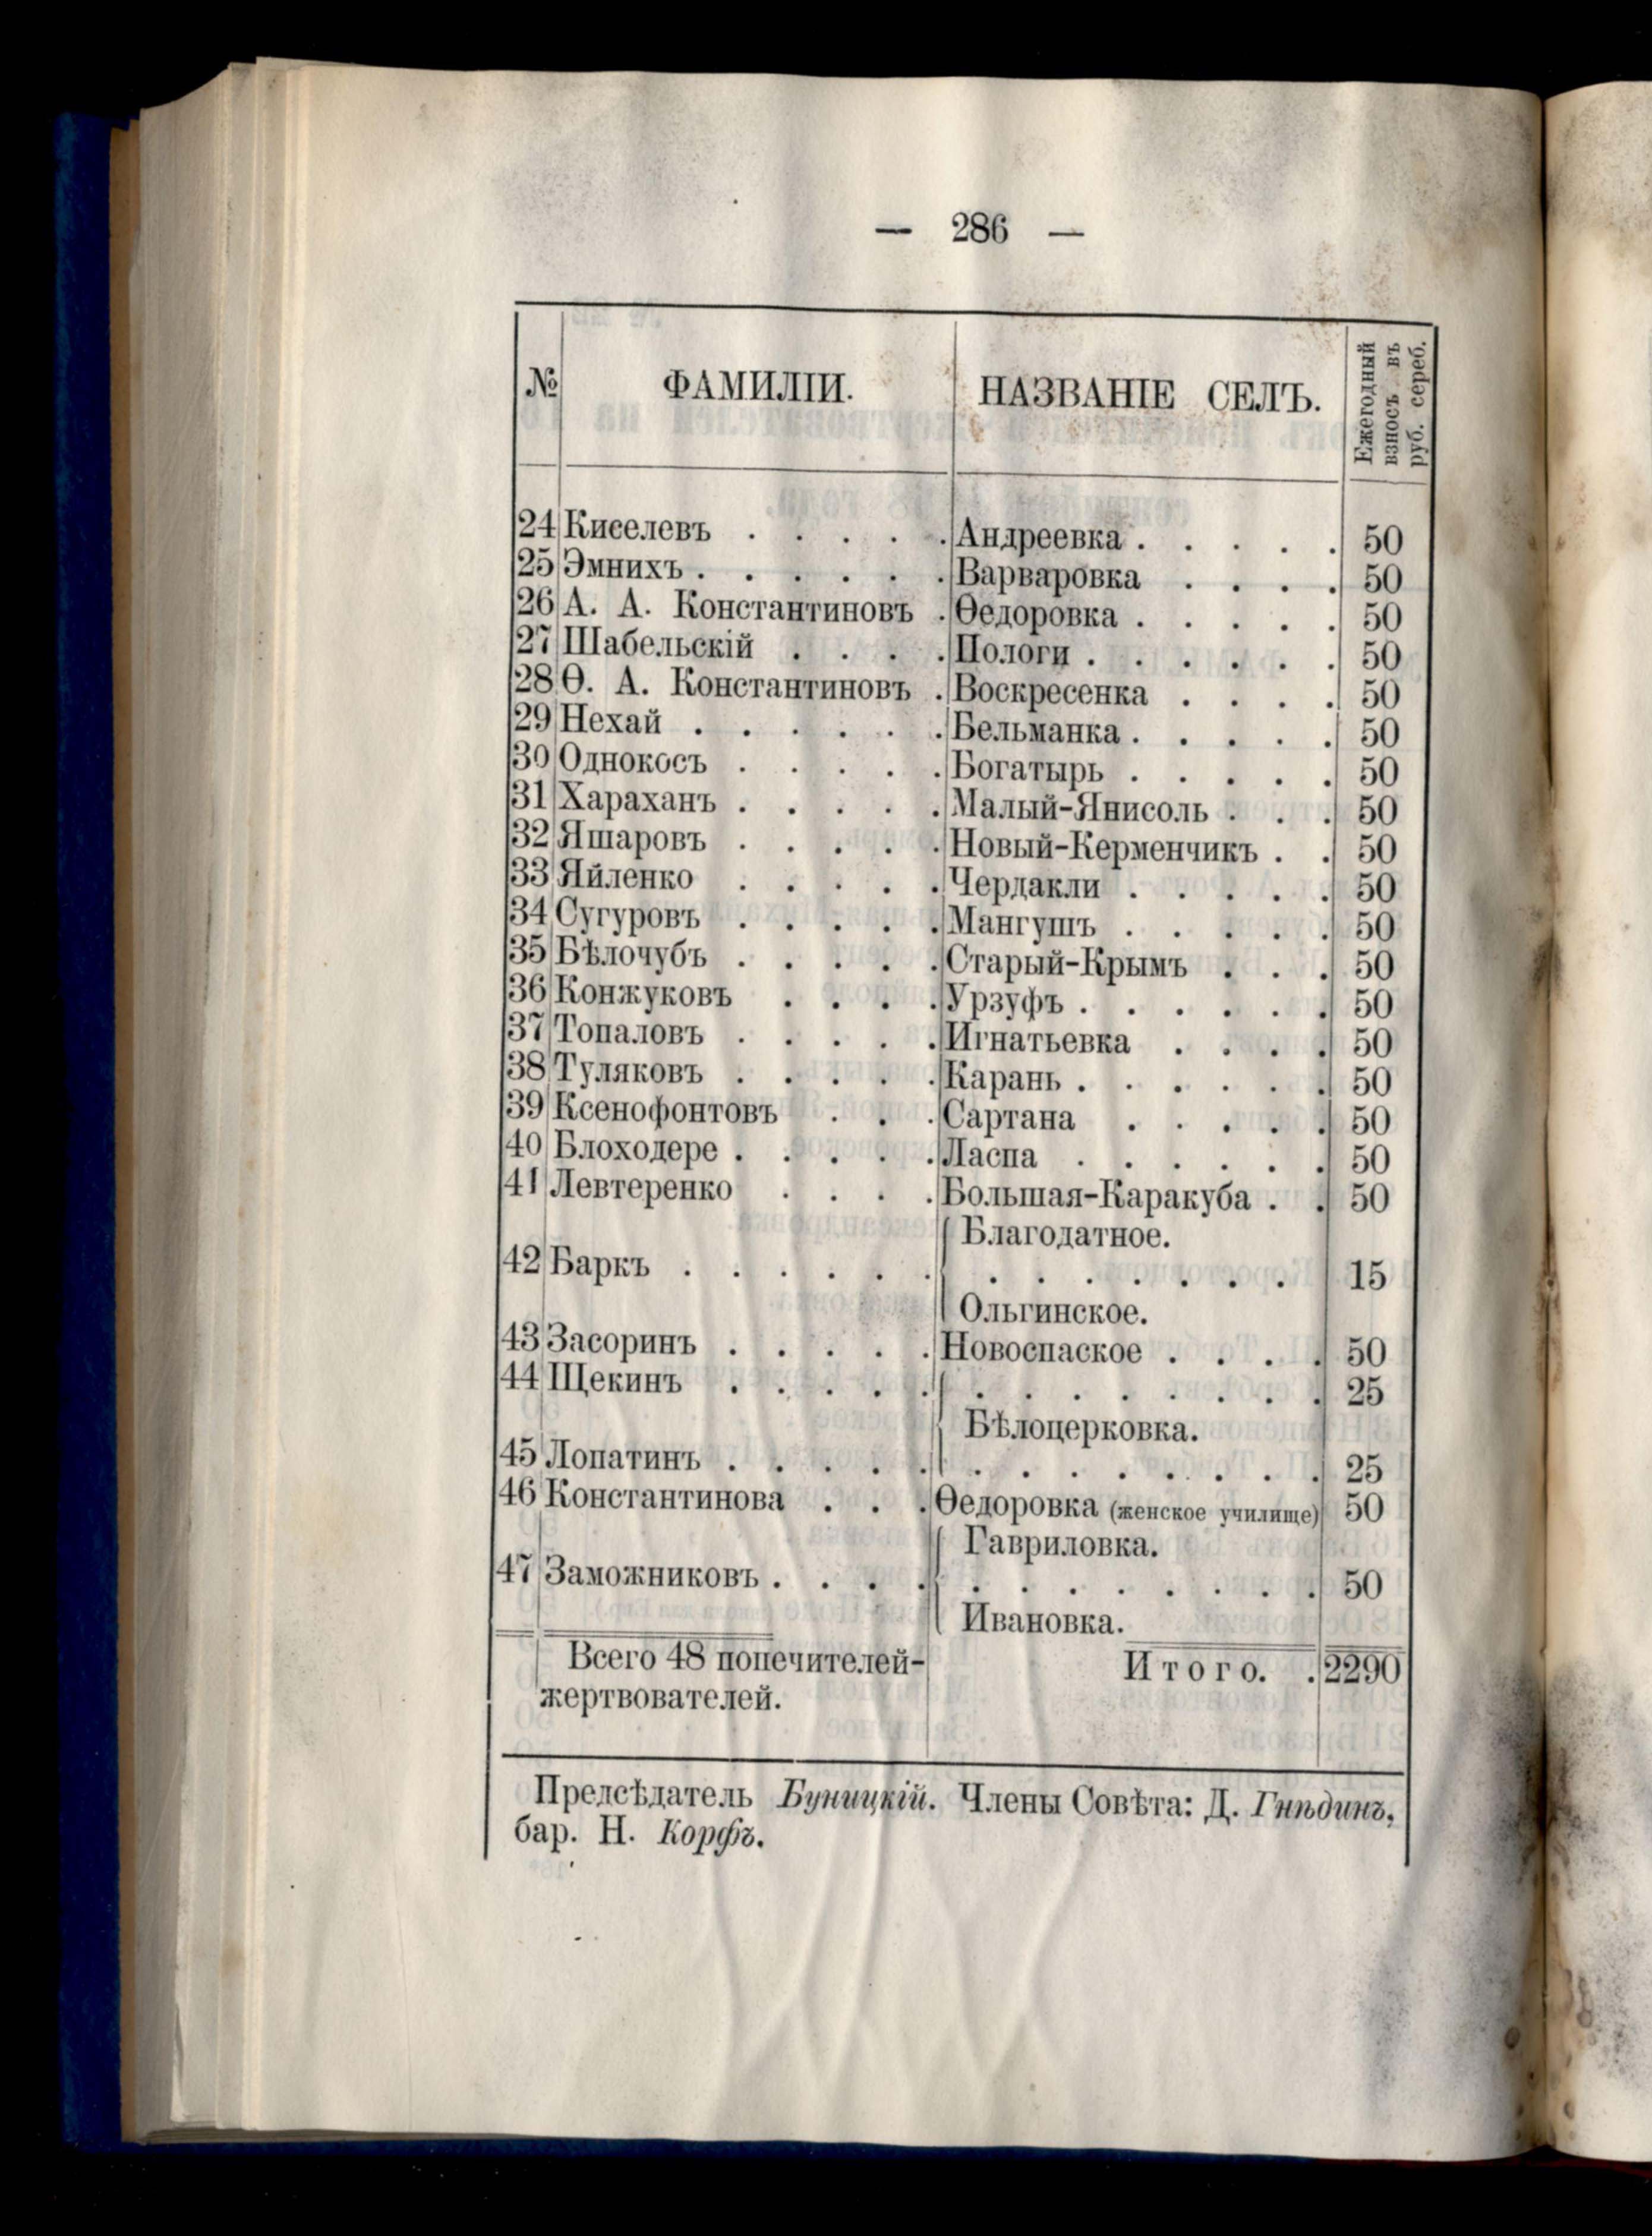 — 286 —
№ ФАМИЛІИ. НАЗВАНІЕ СЕЛЪ. Ежегодный взносъ въ руб. сереб.
24 Киселевъ . . . . . Андреевка . . . . . 50
25 Эмнихъ . . . . . . Варваровка . . . . 50
26 А. А. Константиновъ . Ѳедоровка . . . . . 50
27 Шабельскій . . . . Пологи . . . . . . 50
28 Ѳ. А. Константиновъ . Воскресенка . . . . 50
29 Нехай . . . . . . Бельманка . . . . . 50
30 Однокосъ . . . . . Богатырь . . . . . 50
31 Хараханъ . . . . . Малый-Янисоль . . . 50
32 Яшаровъ . . . . . Новый-Керменчикъ . . 50
33 Яйленко . . . . . Чердакли . . . . . 50
34 Сугуровъ . . . . . Мангушъ . . . . . 50
35 Бѣлочубъ . . . . . Старый-Крымъ . . . 50
36 Конжуковъ . . . . Урзуфъ . . . . . . 50
37 Топаловъ . . . . . Игнатьевка . . . . 50
38 Туляковъ . . . . . Карань . . . . . . 50
39 Ксенофонтовъ . . . Сартана . . . . . 50
40 Блоходере . . . . . Ласпа . . . . . . 50
41 Левтеренко . . . . Большая-Каракуба . . 50
Благодатное.
42 Баркъ . . . . . . . . . . . . . 15
Ольгинское.
43 Засоринъ . . . . . Новоспаское . . . . 50
44 Щекинъ . . . . . . . . . . . . . 25
Бѣлоцерковка.
45 Лопатинъ . . . . . . . . . . . . . 25
46 Константинова . . . Ѳедоровка (женское училище) 50
Гавриловка.
47 Заможниковъ . . . . . . . . . . . . 50
Ивановка.
Всего 48 попечителей- Итого. . 2290
жертвователей.
Предсѣдатель Буницкій. Члены Совѣта: Д. Гнѣдинъ,
бар. Н. Корфъ.